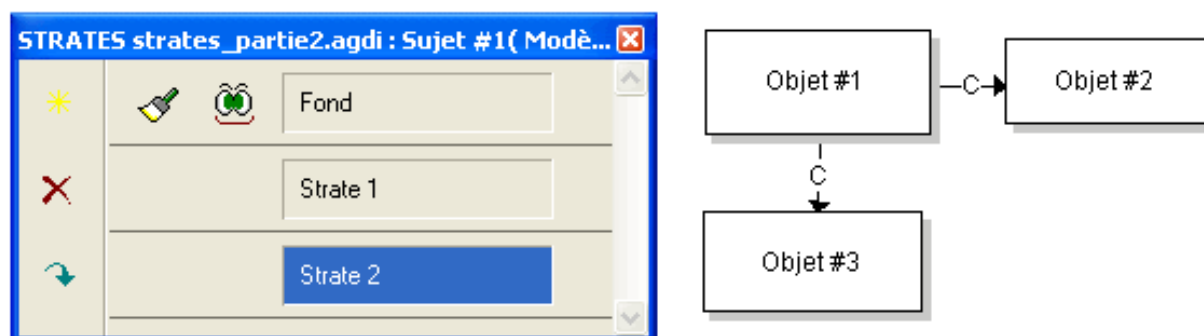 STRATES strates_partie2.agdi : Sujet #1( Modè...
Fond
Strate 1
Strate 2
Objet #1
C
Objet #2
C
Objet #3